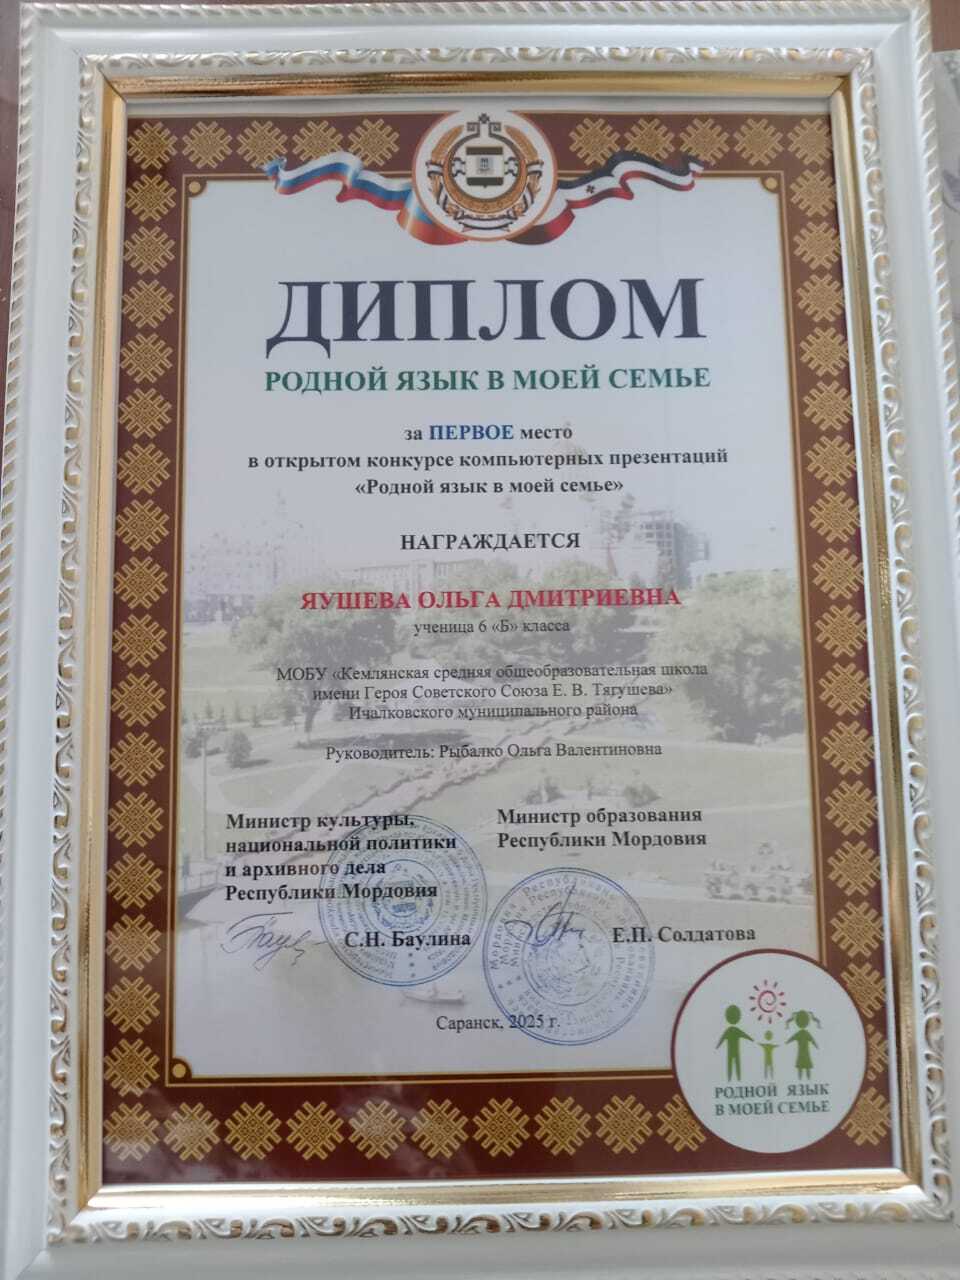 ДИПЛОМ
РОДНОЙ ЯЗЫК В МОЕЙ СЕМЬЕ
за ПЕРВОЕ место
в открытом конкурсе компьютерных презентаций
«Родной язык в моей семье»
НАГРАЖДАЕТСЯ
ЯУШЕВА ОЛЬГА ДМИТРИЕВНА
ученица 6 «Б» класса
МОБУ «Кемлянская средняя общеобразовательная школа
имени Героя Советского Союза Е. В. Тягушева»
Ичалковского муниципального района
Руководитель: Рыбалко Ольга Валентиновна
Министр культуры,
национальной политики
и архивного дела
Республики Мордовия
С.Н. Баулина
Министр образования
Республики Мордовия
Е.П. Солдатова
Саранск, 2025 г.
РОДНОЙ ЯЗЫК
В МОЕЙ СЕМЬЕ